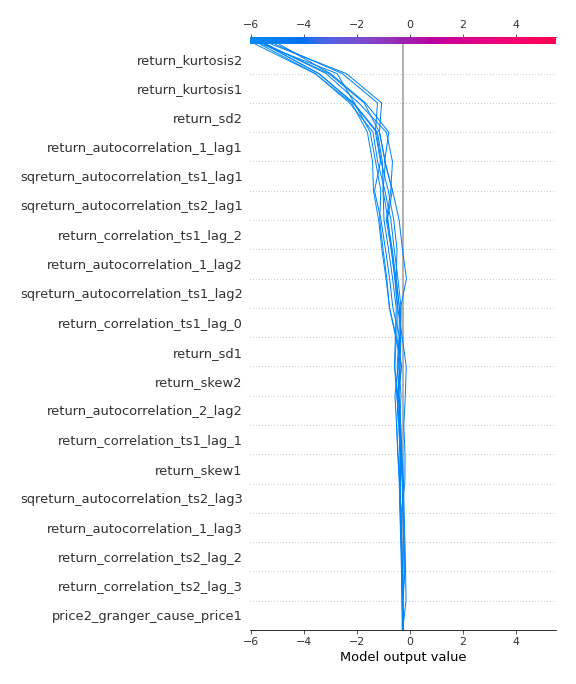 −6 −4 −2 0 2 4
return_kurtosis2
return_kurtosis1
return_sd2
return_autocorrelation_1_lag1
sqreturn_autocorrelation_ts1_lag1
sqreturn_autocorrelation_ts2_lag1
return_correlation_ts1_lag_2
return_autocorrelation_1_lag2
sqreturn_autocorrelation_ts1_lag2
return_correlation_ts1_lag_0
return_sd1
return_skew2
return_autocorrelation_2_lag2
return_correlation_ts1_lag_1
return_skew1
sqreturn_autocorrelation_ts2_lag3
return_autocorrelation_1_lag3
return_correlation_ts2_lag_2
return_correlation_ts2_lag_3
price2_granger_cause_price1
−6 −4 −2 0 2 4
Model output value